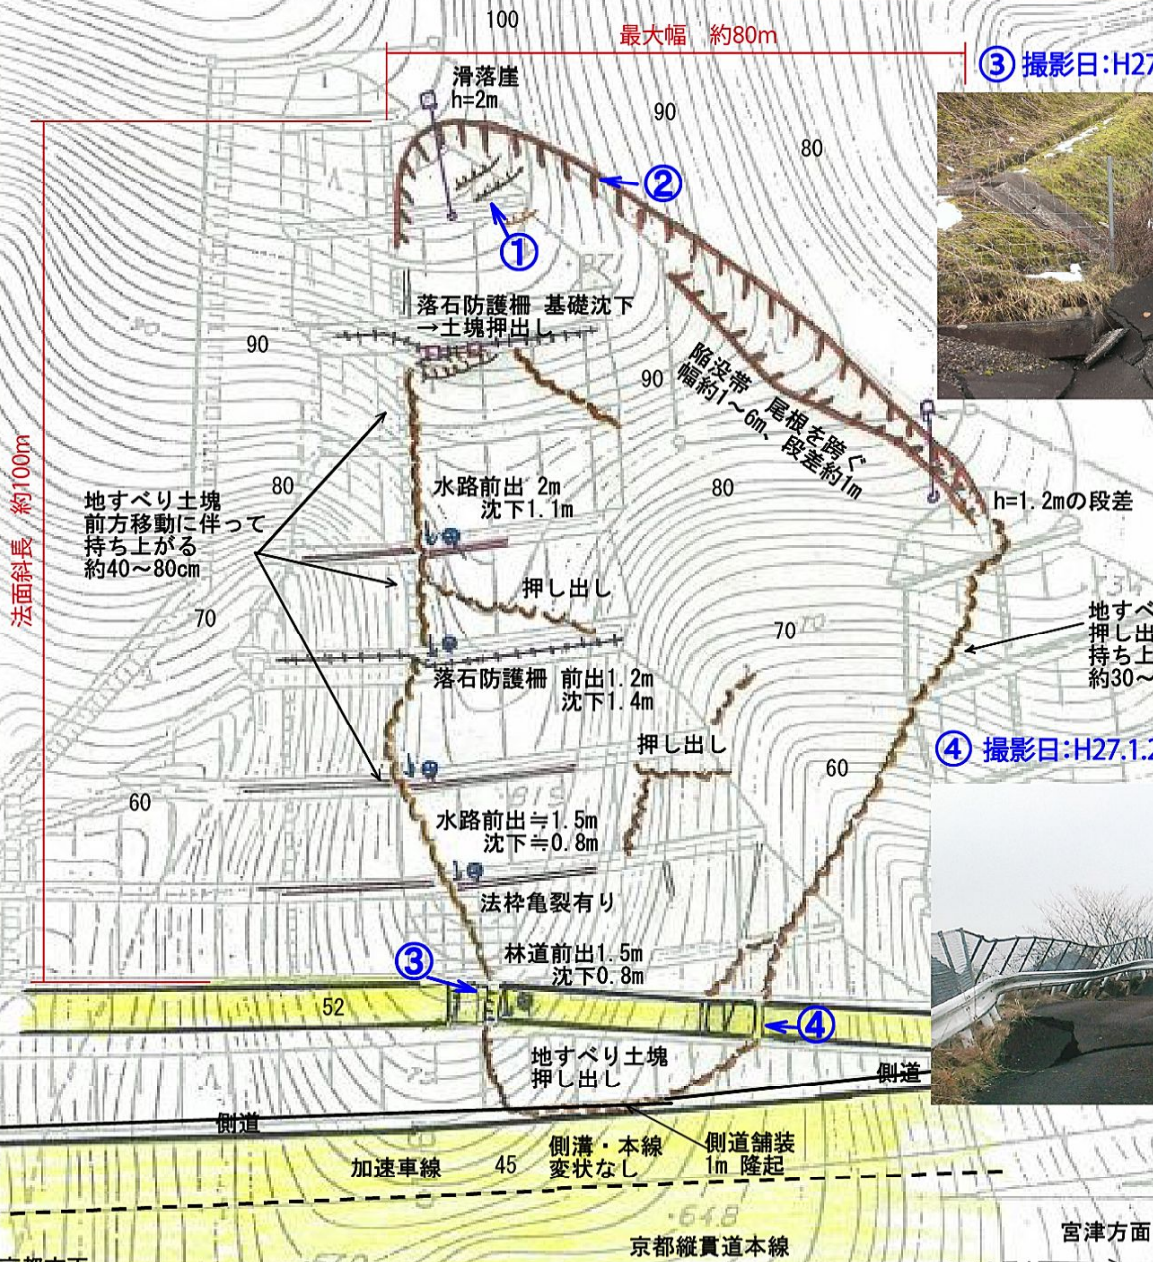 100
最大幅 約80m
③ 撮影日:H27
滑落崖
h=2m
90
80
②
①
落石防護柵 基礎沈下
→土塊押出し
90
90
陥没帯 尾根を跨ぐ
幅約1～6m、段差約1m
法面斜長 約100m
80
水路前出 2m
沈下1.1m
80
h=1.2mの段差
地すべり土塊
前方移動に伴って
持ち上がる
約40～80cm
押し出し
70
70
地すべ
押し出
持ち上
約30～
落石防護柵 前出1.2m
沈下1.4m
押し出し
④ 撮影日:H27.1.2
60
60
水路前出≒1.5m
沈下≒0.8m
法枠亀裂有り
林道前出1.5m
沈下0.8m
③
52
④
地すべり土塊
押し出し
側道
側道
加速車線
45
側溝・本線
変状なし
側道舗装
1m 隆起
・64.8
宮津方面
京都縦貫道本線